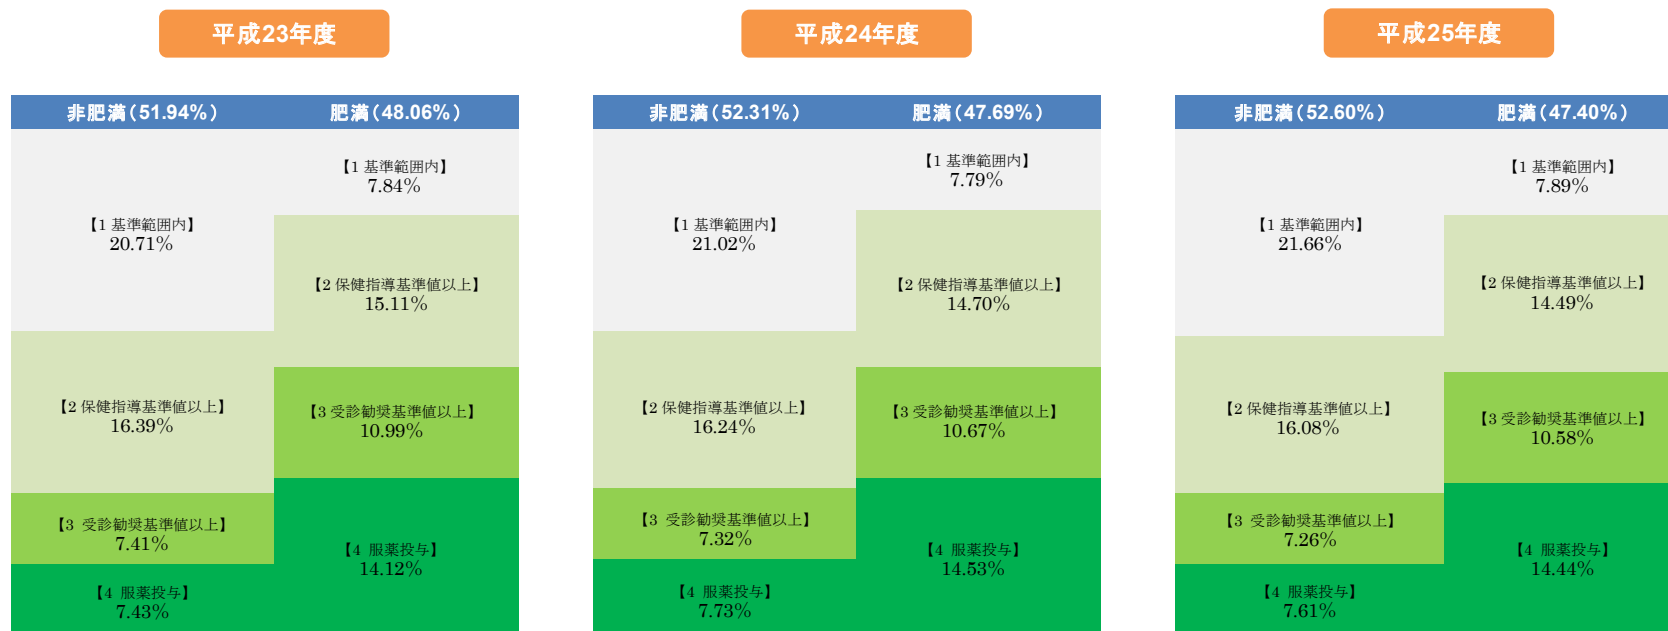 平成23年度
非肥満(51.94%)
肥満(48.06%)
【1 基準範囲内】
20.71%
【2 保健指導基準値以上】
16.39%
【3 受診勧奨基準値以上】
7.41%
【4 服薬投与】
7.43%
【1 基準範囲内】
7.84%
【2 保健指導基準値以上】
15.11%
【3 受診勧奨基準値以上】
10.99%
【4 服薬投与】
14.12%
平成24年度
非肥満(52.31%)
肥満(47.69%)
【1 基準範囲内】
21.02%
【2 保健指導基準値以上】
16.24%
【3 受診勧奨基準値以上】
7.32%
【4 服薬投与】
7.73%
【1 基準範囲内】
7.79%
【2 保健指導基準値以上】
14.70%
【3 受診勧奨基準値以上】
10.67%
【4 服薬投与】
14.53%
平成25年度
非肥満(52.60%)
肥満(47.40%)
【1 基準範囲内】
21.66%
【2 保健指導基準値以上】
16.08%
【3 受診勧奨基準値以上】
7.26%
【4 服薬投与】
7.61%
【1 基準範囲内】
7.89%
【2 保健指導基準値以上】
14.49%
【3 受診勧奨基準値以上】
10.58%
【4 服薬投与】
14.44%